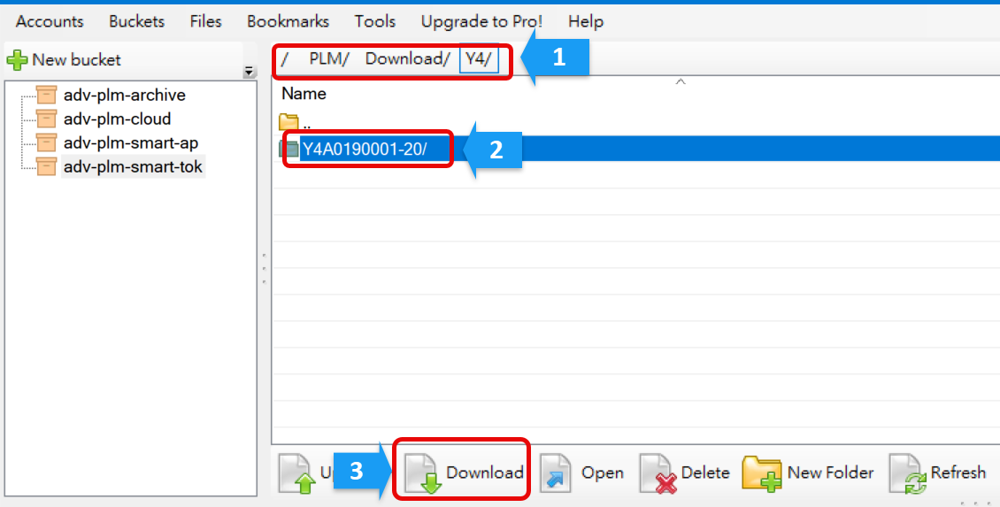 Accounts Buckets Files Bookmarks Tools Upgrade to Pro! Help
New bucket
/ PLM/ Download/ Y4/
1
adv-plm-archive
adv-plm-cloud
adv-plm-smart-ap
adv-plm-smart-tok
Name
..
Y4A0190001-20/
2
3
Download Open Delete New Folder Refresh